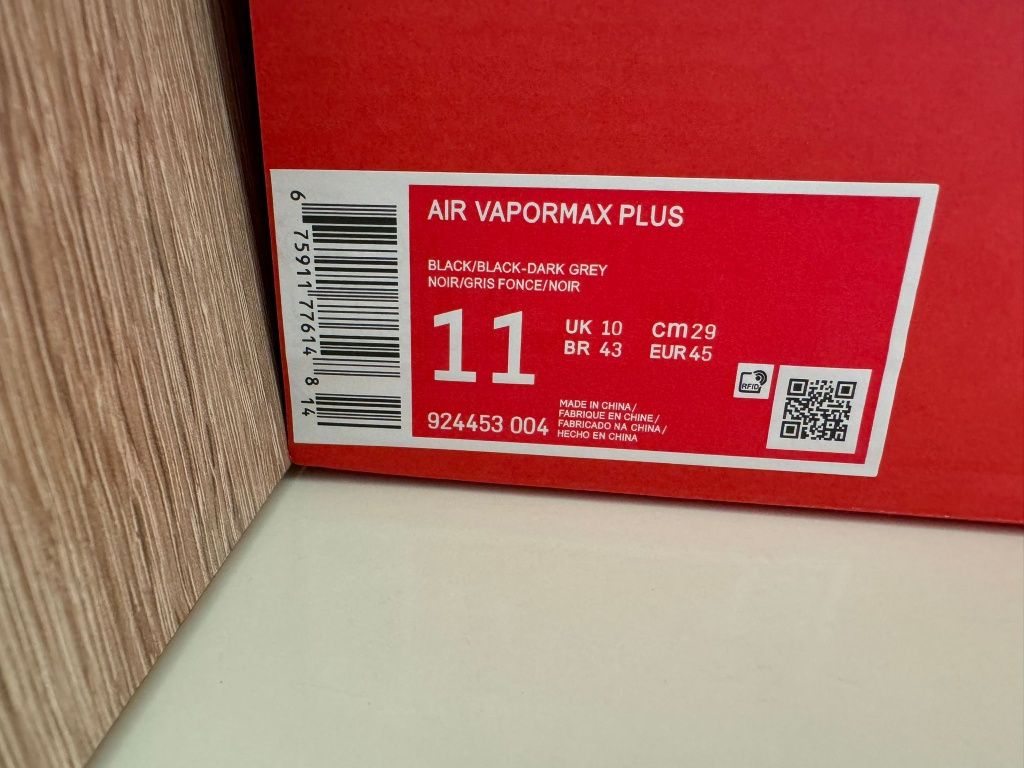 AIR VAPORMAX PLUS
BLACK/BLACK-DARK GREY
NOIR/GRIS FONCE/NOIR
11
UK 10 cm 29
BR 43 EUR 45
RFID
924453 004
MADE IN CHINA/
FABRIQUE EN CHINE/
FABRICADO NA CHINA/
HECHO EN CHINA
6 75911 77614 8 14